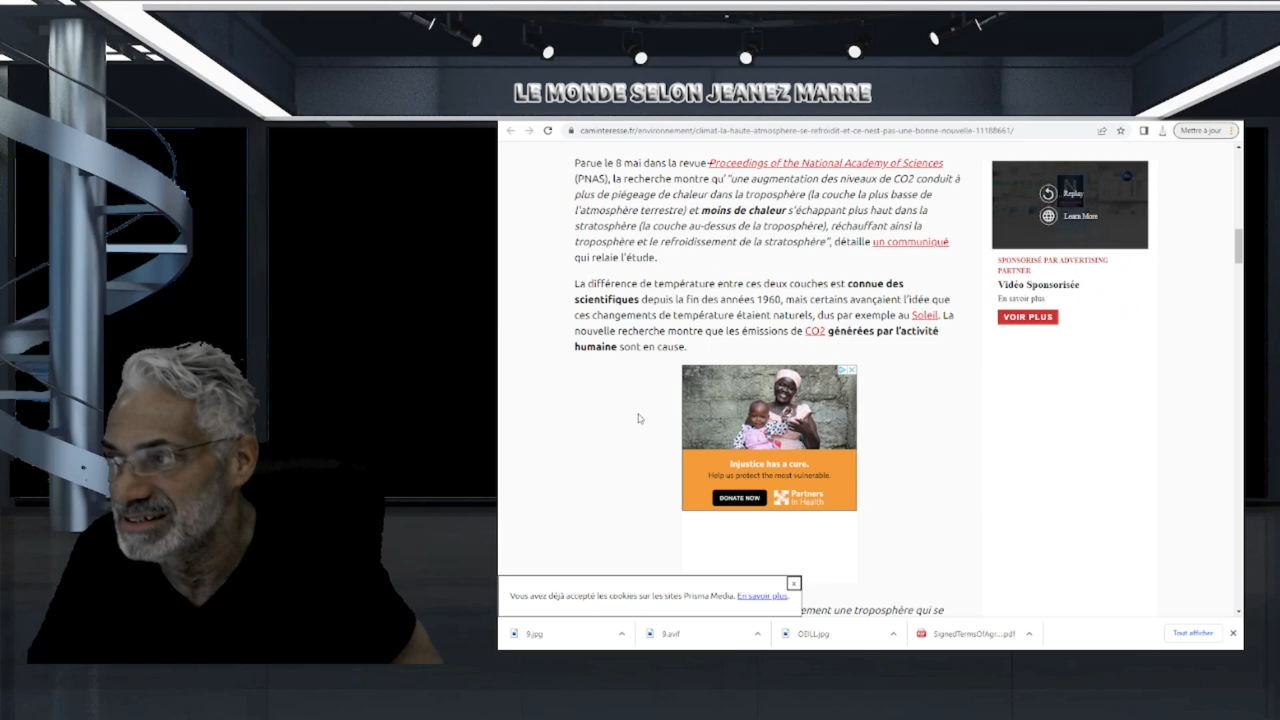 LE MONDE SELON JEANEZ MARRE
caminteresse.fr/environnement/climat-la-haute-atmosphere-se-refroidit-et-ce-nest-pas-une-bonne-nouvelle-11188661/
Mettre à jour
Parue le 8 mai dans la revue Proceedings of the National Academy of Sciences
(PNAS), la recherche montre qu'"une augmentation des niveaux de CO2 conduit à
plus de piégeage de chaleur dans la troposphère (la couche la plus basse de
l'atmosphère terrestre) et moins de chaleur s'échappant plus haut dans la
stratosphère (la couche au-dessus de la troposphère), réchauffant ainsi la
troposphère et le refroidissement de la stratosphère", détaille un communiqué
qui relaie l'étude.
La différence de température entre ces deux couches est connue des
scientifiques depuis la fin des années 1960, mais certains avançaient l'idée que
ces changements de température étaient naturels, dus par exemple au Soleil. La
nouvelle recherche montre que les émissions de CO2 générées par l'activité
humaine sont en cause.
Replay
Learn More
SPONSORISÉ PAR ADVERTISING
PARTNER
Vidéo Sponsorisée
En savoir plus
VOIR PLUS
Injustice has a cure.
Help us protect the most vulnerable.
DONATE NOW
Partners
In Health
x
Vous avez déjà accepté les cookies sur les sites Prisma Media. En savoir plus.
ement une troposphère qui se
9.jpg
9.avif
OEILL.jpg
SignedTermsOfAgr....pdf
Tout afficher